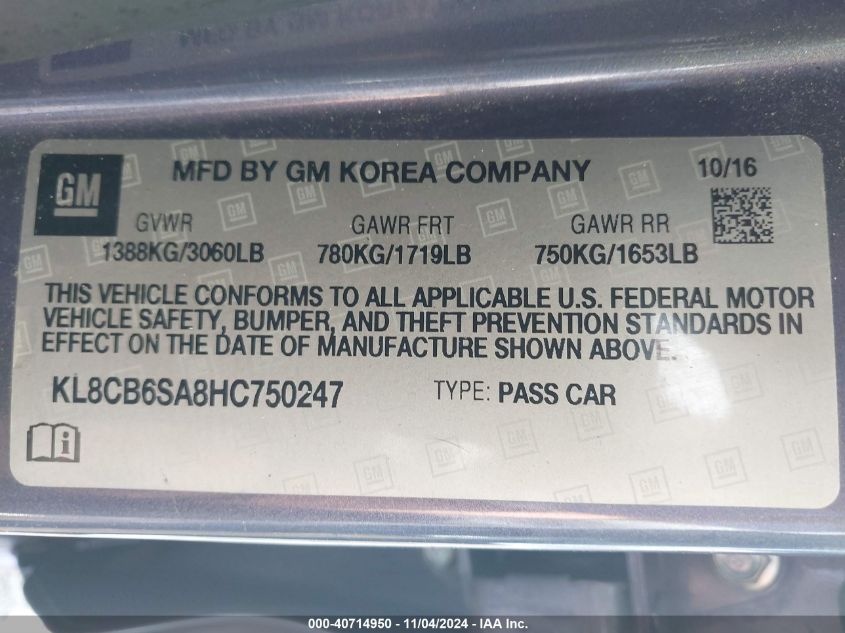 GM MFD BY GM KOREA COMPANY 10/16
GVWR GAWR FRT GAWR RR
1388KG/3060LB 780KG/1719LB 750KG/1653LB
THIS VEHICLE CONFORMS TO ALL APPLICABLE U.S. FEDERAL MOTOR
VEHICLE SAFETY, BUMPER, AND THEFT PREVENTION STANDARDS IN
EFFECT ON THE DATE OF MANUFACTURE SHOWN ABOVE.
KL8CB6SA8HC750247 TYPE: PASS CAR
000-40714950 - 11/04/2024 - IAA Inc.